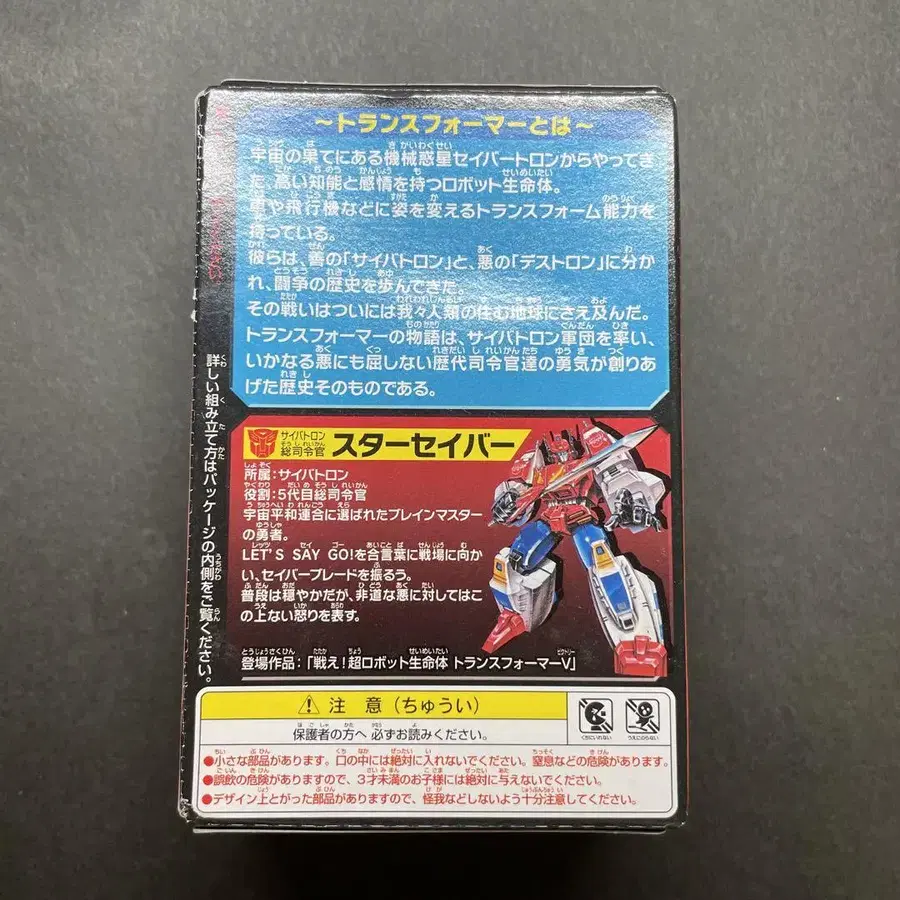 ～トランスフォーマーとは～
宇宙の果てにある機械惑星セイバートロンからやってき
た、高い知能と感情を持つロボット生命体。
車や飛行機などに姿を変えるトランスフォーム能力を
持っている。
彼らは、善の「サイバトロン」と、悪の「デストロン」に分か
れ、闘争の歴史を歩んできた。
その戦いはついには我々人類の住む地球にさえ及んだ。
トランスフォーマーの物語は、サイバトロン軍団を率い、
いかなる悪にも屈しない歴代司令官達の勇気が創りあ
げた歴史そのものである。
サイバトロン
総司令官
スターセイバー
所属：サイバトロン
役割：5代目総司令官
宇宙平和連合に選ばれたブレインマスター
の勇者。
LET'S SAY GO!を合言葉に戦場に向か
い、セイバーブレードを振るう。
普段は穏やかだが、非道な悪に対してはこ
の上ない怒りを表す。
登場作品：「戦え！超ロボット生命体 トランスフォーマーV」
詳しい組み立て方はパッケージの内側をご覧ください。
注 意（ちゅうい）
保護者の方へ 必ずお読みください。
くちにいれない
うえにのらない
●小さな部品があります。口の中には絶対に入れないでください。窒息などの危険があります。
●誤飲の危険がありますので、3才未満のお子様には絶対に与えないでください。
●デザイン上とがった部品がありますので、怪我などしないよう十分注意してください。